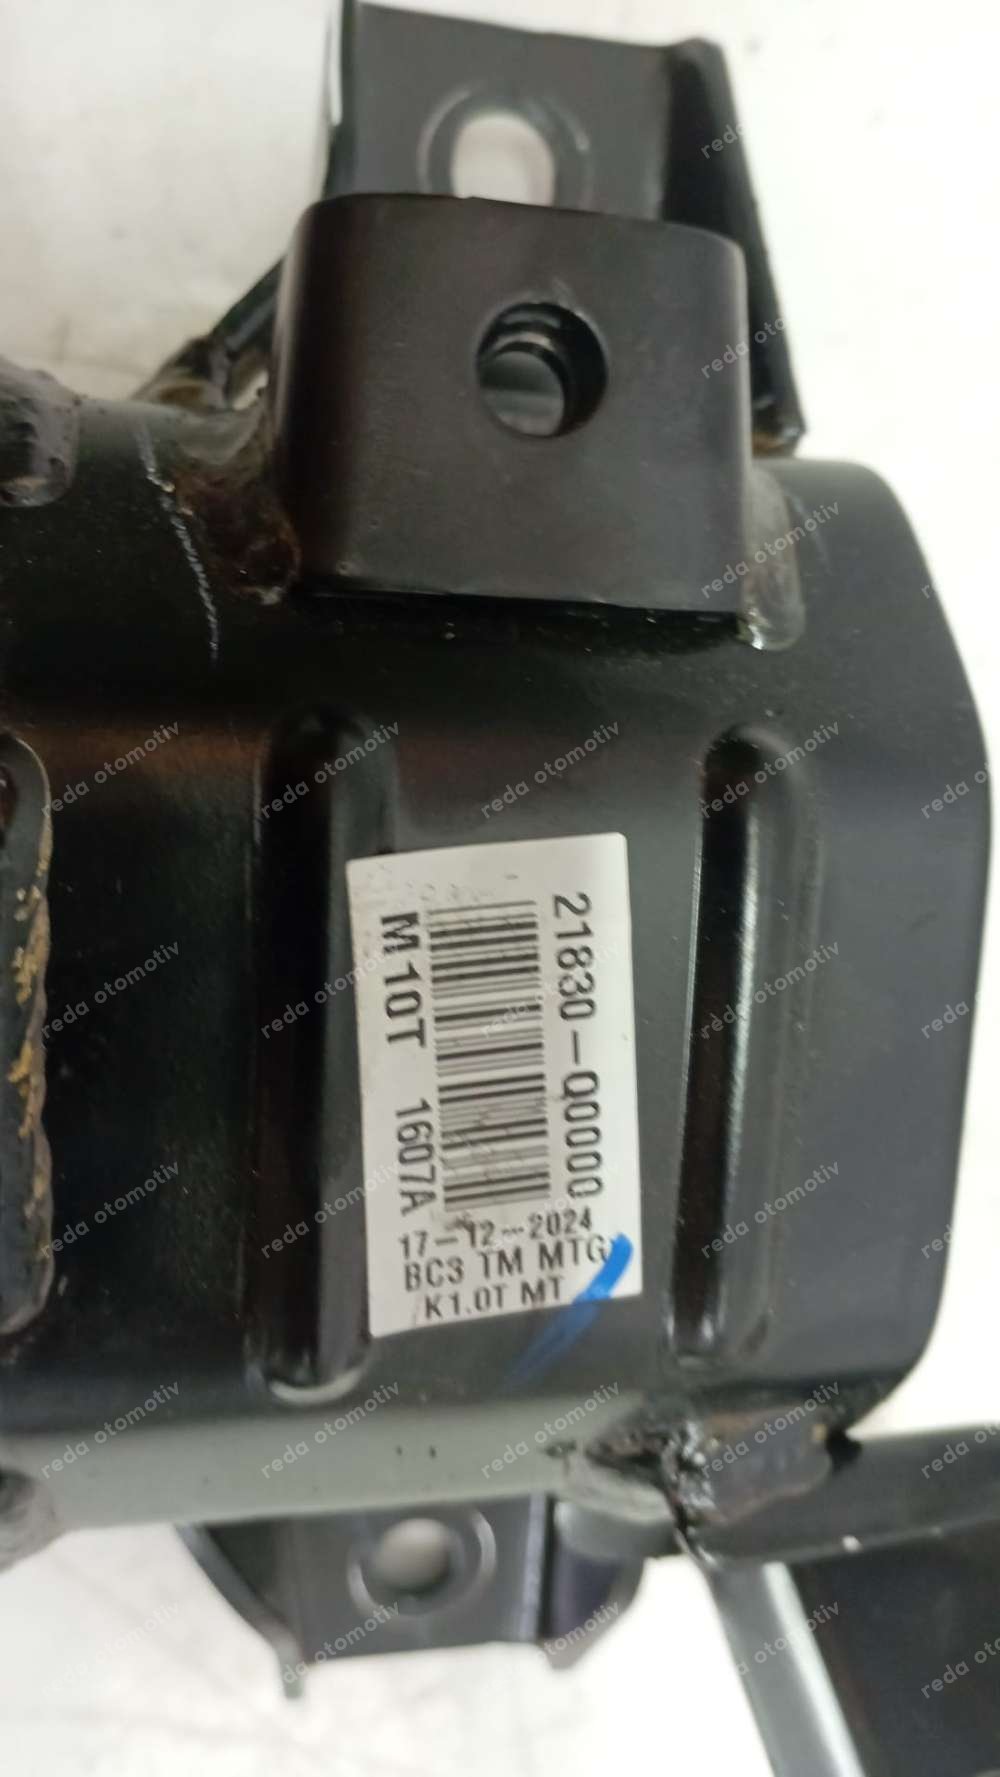 21830-Q0000
M10T 1607A
17-12-2024
BC3 TM MTG
K1.0T MT
reda otomotiv